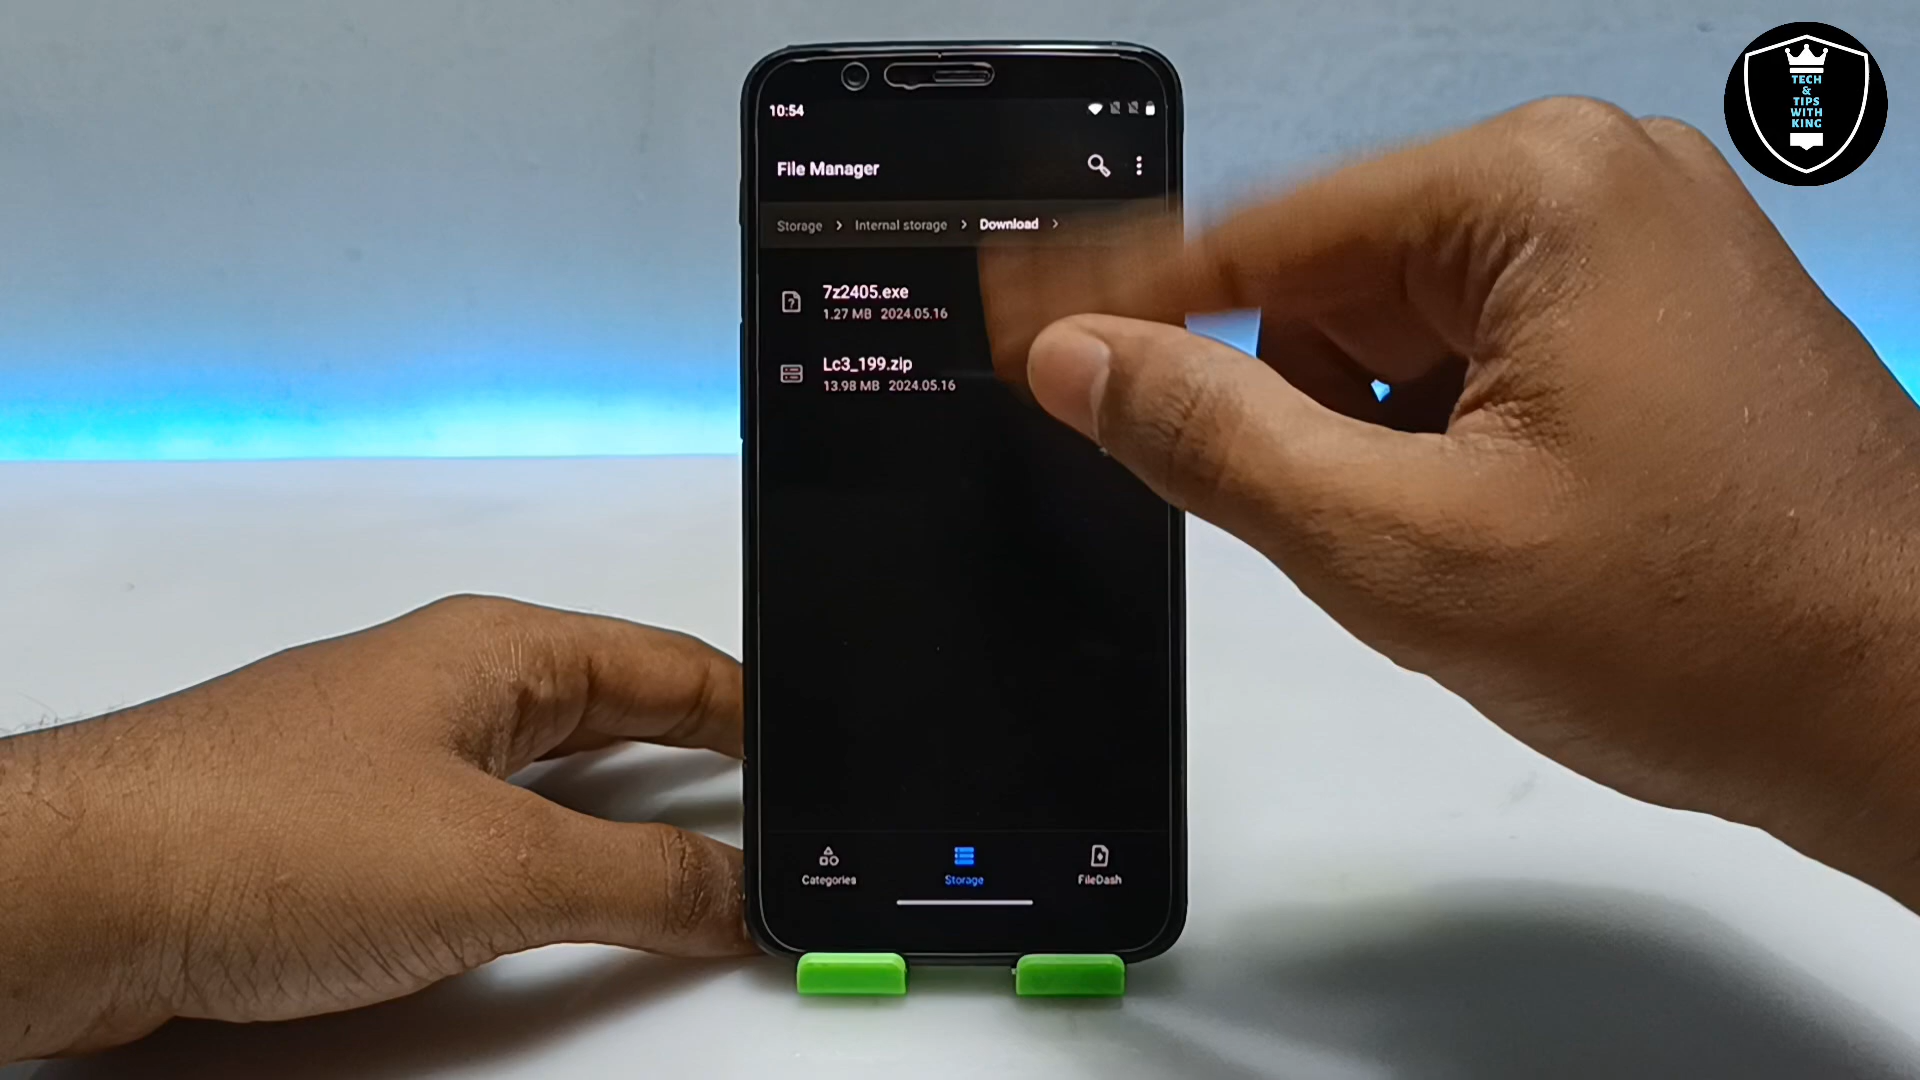 TECH
&
TIPS
WITH
KING
10:54
File Manager
Storage > Internal storage > Download >
7z2405.exe
1.27 MB 2024.05.16
Lc3_199.zip
13.98 MB 2024.05.16
Categories
Storage
FileDash